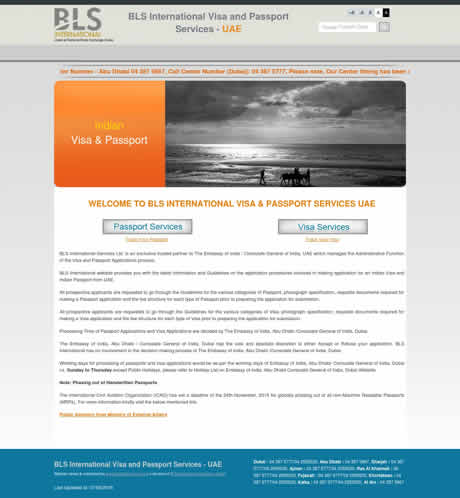 BLS
INTERNATIONAL
BLS International Visa and Passport
Services - UAE
-A A A A A
Call Center Number (Dubai): 04 387 5777. Please note, Our Center timing has been
Indian
Visa & Passport
WELCOME TO BLS INTERNATIONAL VISA & PASSPORT SERVICES UAE
Passport Services
Visa Services
Track Your Passport
Track Your Visa
BLS International Services Ltd. is an exclusive trusted partner to The Embassy of India / Consulate General of India, UAE which manages the Administrative Function
of the Visa and Passport Applications process.
BLS International website provides you with the latest information and Guidelines on the application procedures involved in making application for an Indian Visa and
Indian Passport from UAE.
All prospective applicants are requested to go through the Guidelines for the various categories of Passport, photograph specification, requisite documents required for
making a Passport application and the fee structure for each type of Passport prior to preparing the application for submission.
All prospective applicants are requested to go through the Guidelines for the various categories of Visa, photograph specification, requisite documents required for
making a Visa application and the fee structure for each type of visa prior to preparing the application for submission.
Processing Time of Passport Applications and Visa Applications are decided by The Embassy of India, Abu Dhabi /Consulate General of India, Dubai.
The Embassy of India, Abu Dhabi / Consulate General of India, Dubai has the sole and absolute discretion to either Accept or Refuse your application. BLS
International has no involvement in the decision making process of The Embassy of India, Abu Dhabi /Consulate General of India, Dubai.
Working days for processing of passports and visa applications would be as per the working days of Embassy of India, Abu Dhabi /Consulate General of India, Dubai
i.e. Sunday to Thursday except Public Holidays, please refer to Holiday List on Embassy of India, Abu Dhabi /Consulate General of India, Dubai Website.
Note: Phasing out of Handwritten Passports
The International Civil Aviation Organization (ICAO) has set a deadline of the 24th November, 2015 for globally phasing out of all non-Machine Readable Passports
(MRPs). For more information kindly visit the below mentioned link.
Public Advisory from Ministry of External Affairs
BLS International Visa and Passport Services - UAE
Last Updated on